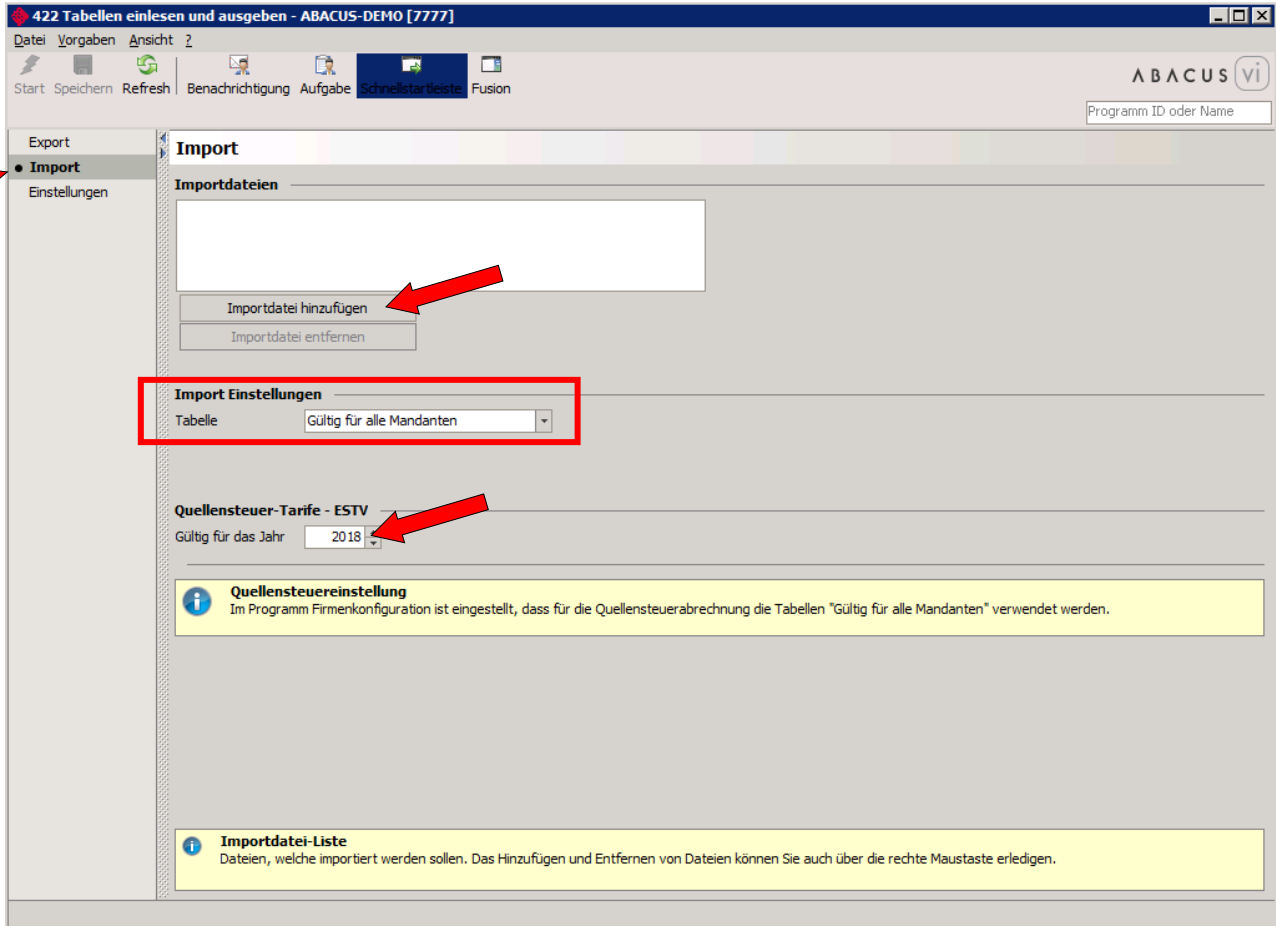 422 Tabellen einlesen und ausgeben - ABACUS-DEMO [7777]
Datei Vorgaben Ansicht ?
Start Speichern Refresh Benachrichtigung Aufgabe Schnellstartleiste Fusion
ABACUS vi
Programm ID oder Name
Export
Import
Einstellungen
Import
Importdateien
Importdatei hinzufügen
Importdatei entfernen
Import Einstellungen
Tabelle Gültig für alle Mandanten
Quellensteuer-Tarife - ESTV
Gültig für das Jahr 2018
Quellensteuereinstellung
Im Programm Firmenkonfiguration ist eingestellt, dass für die Quellensteuerabrechnung die Tabellen "Gültig für alle Mandanten" verwendet werden.
Importdatei-Liste
Dateien, welche importiert werden sollen. Das Hinzufügen und Entfernen von Dateien können Sie auch über die rechte Maustaste erledigen.